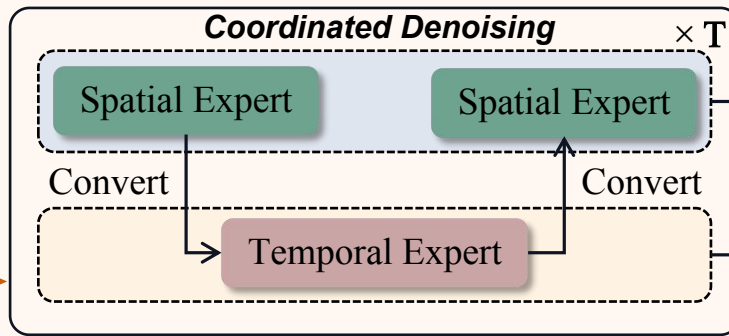 Coordinated Denoising
× T
Spatial Expert Spatial Expert
Convert Convert
Temporal Expert